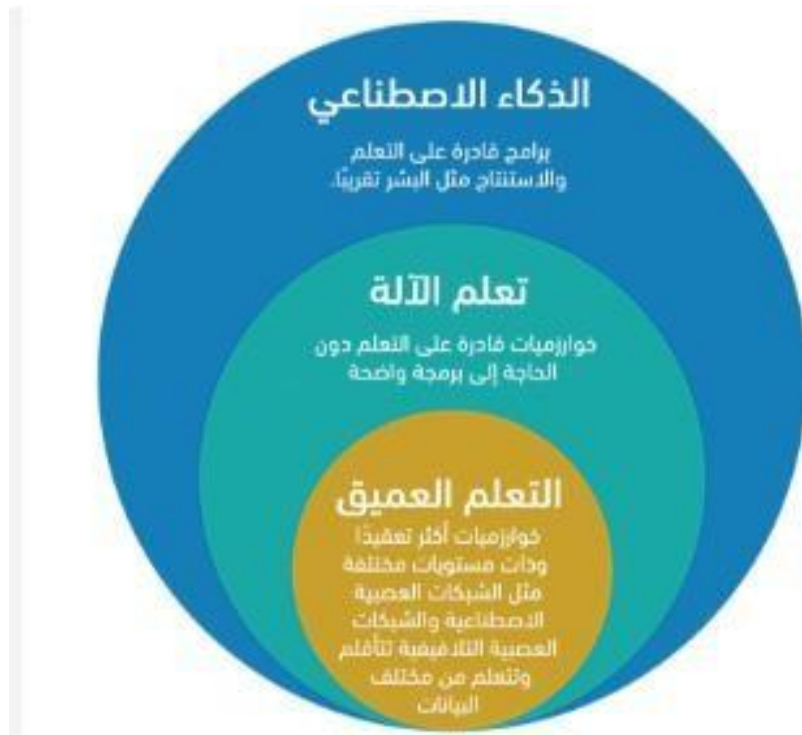 الذكاء الاصطناعي
برامج قادرة على التعلم
والاستنتاج مثل البشر تقريبًا.
تعلم الآلة
خوارزميات قادرة على التعلم دون
الحاجة إلى برمجة واضحة
التعلم العميق
خوارزميات أكثر تعقيدًا
وذات مستويات مختلفة
مثل الشبكات العصبية
الاصطناعية والشبكات
العصبية التلافيفية تتأقلم
وتتعلم من مختلف
البيانات